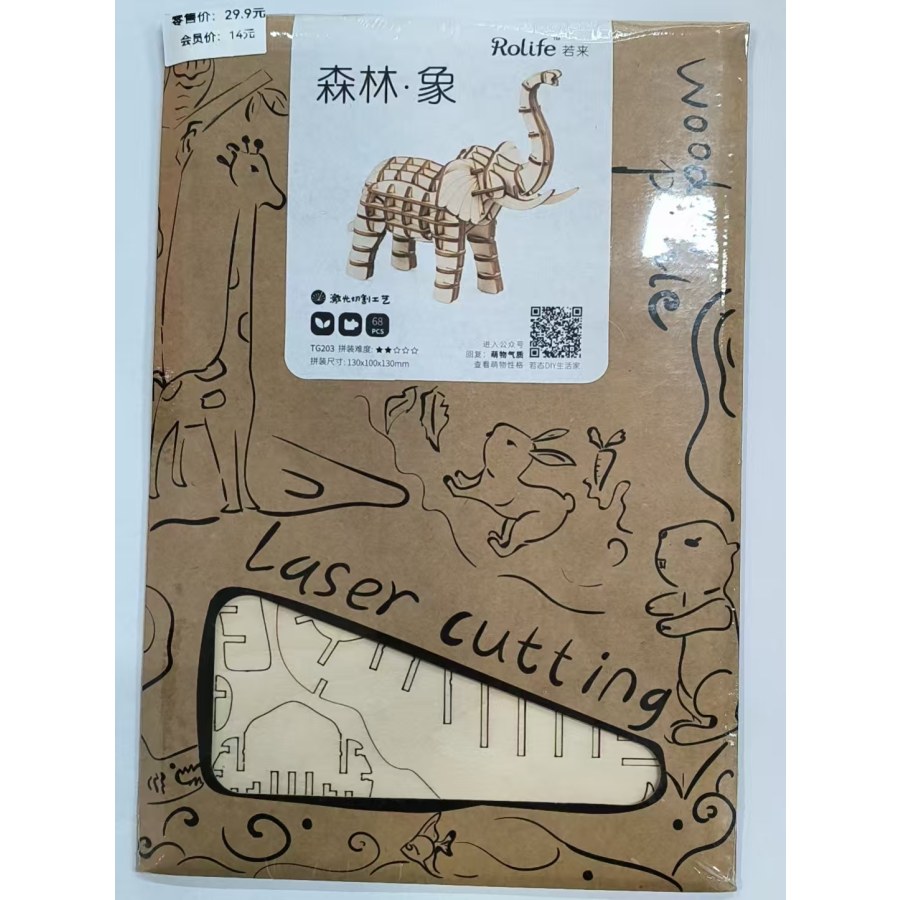 零售价：29.9元
会员价：14元
Rolife™ 若来
森林·象
激光切割工艺
68
PCS
TG203 拼装难度：★★☆☆☆
拼装尺寸：130x100x130mm
进入公众号
回复：萌物气质
查看萌物性格 若态DIY生活家
wood
Laser cutting